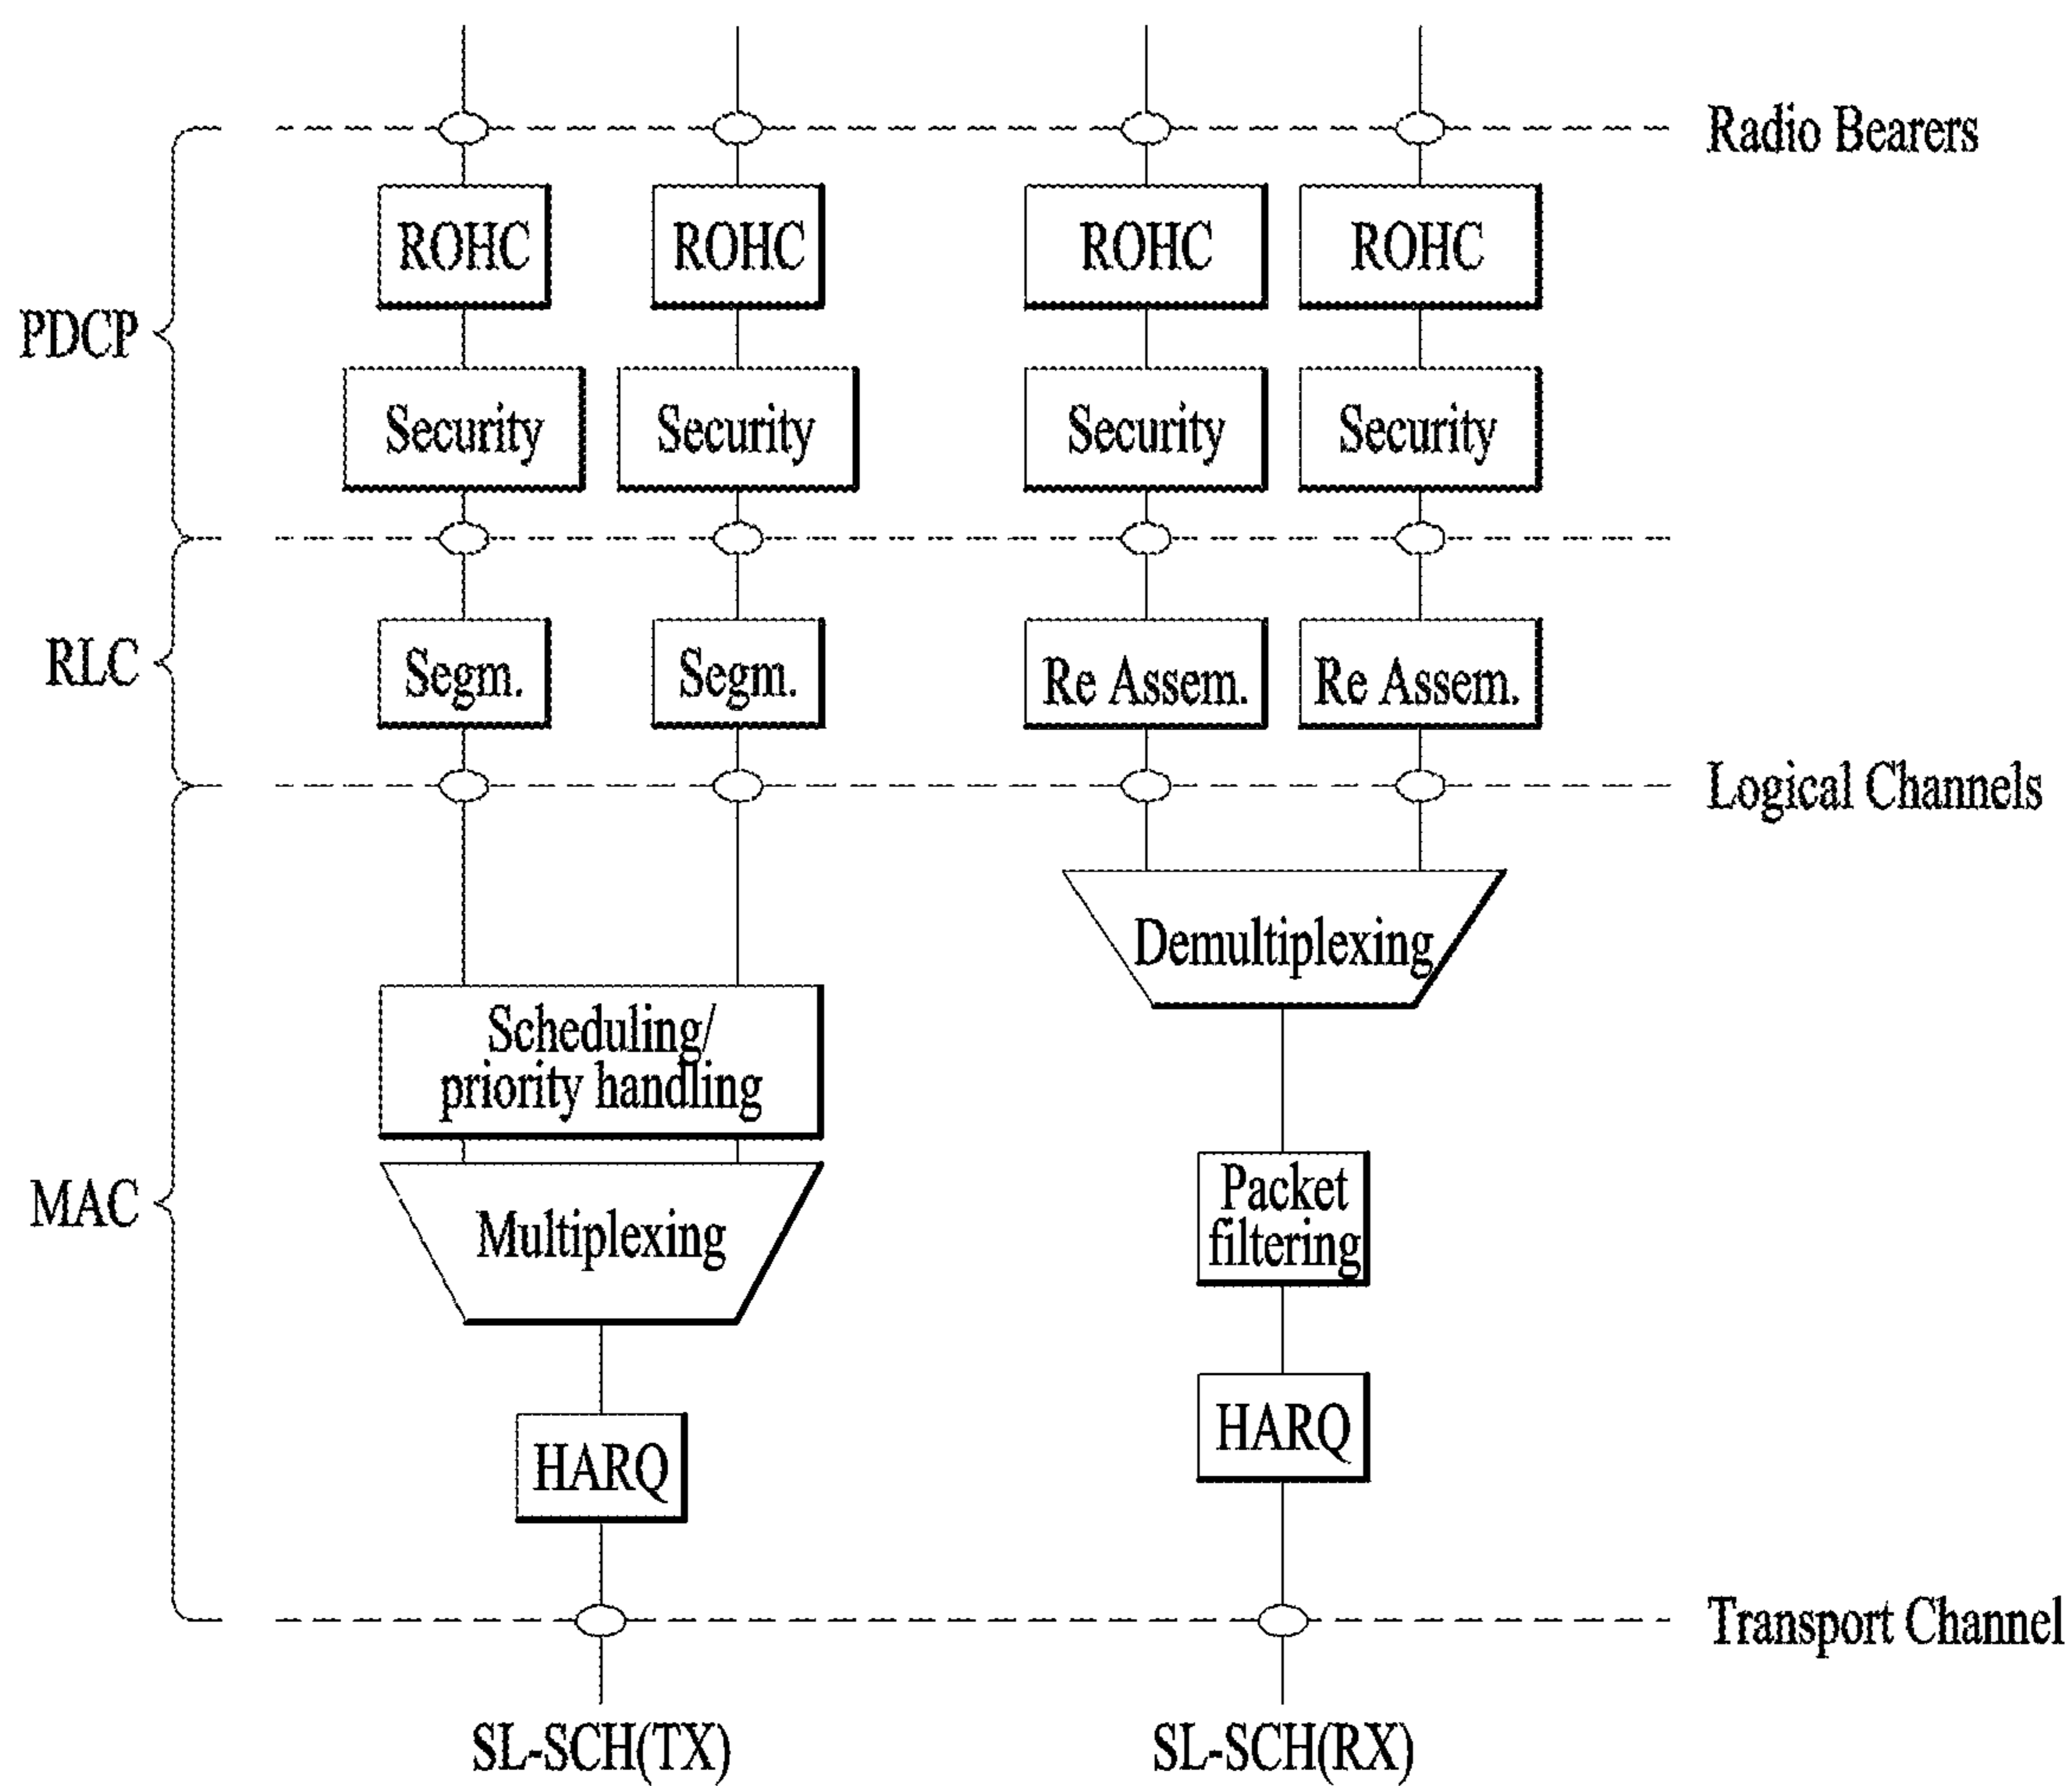 Radio Bearers
ROHC
ROHC
ROHC
ROHC
PDCP
Security
Security
Security
Security
RLC
Segm.
Segm.
Re Assem.
Re Assem.
Logical Channels
Demultiplexing
Scheduling/
priority handling
MAC
Multiplexing
Packet
filtering
HARQ
HARQ
Transport Channel
SL-SCH(TX)
SL-SCH(RX)